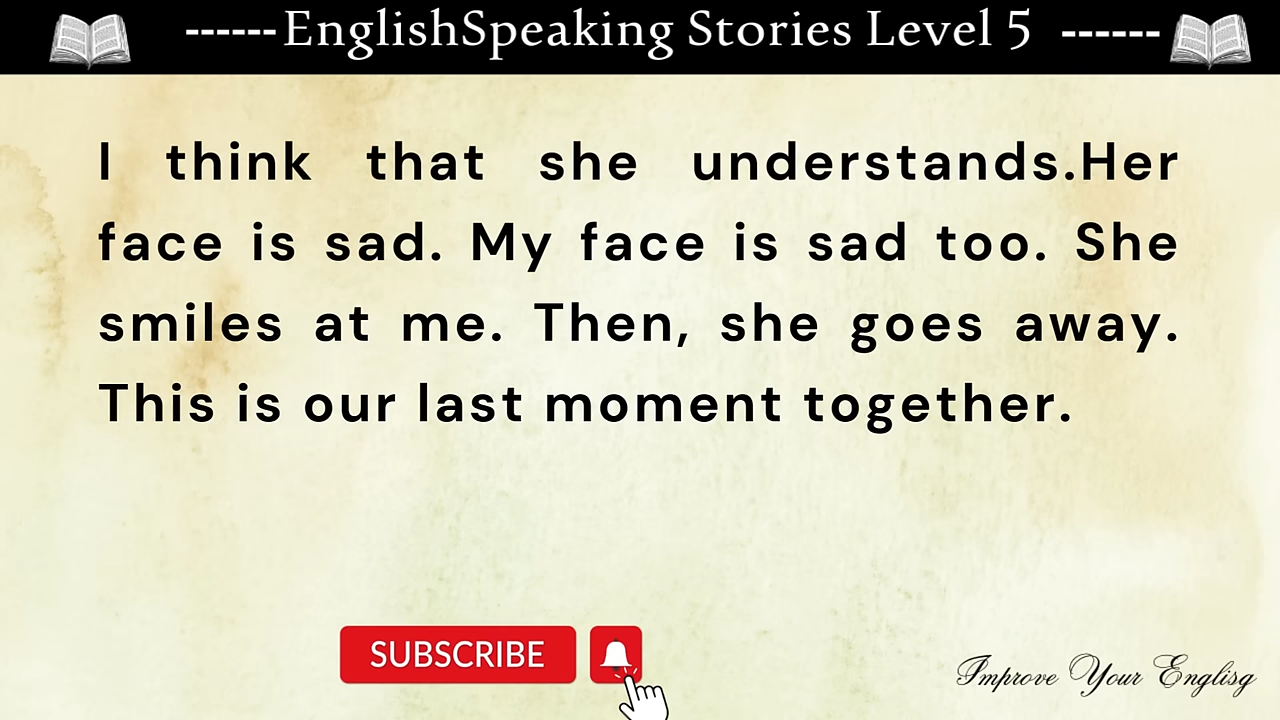 ------EnglishSpeaking Stories Level 5 ------
I think that she understands.Her
face is sad. My face is sad too. She
smiles at me. Then, she goes away.
This is our last moment together.
SUBSCRIBE
Improve Your Englisg